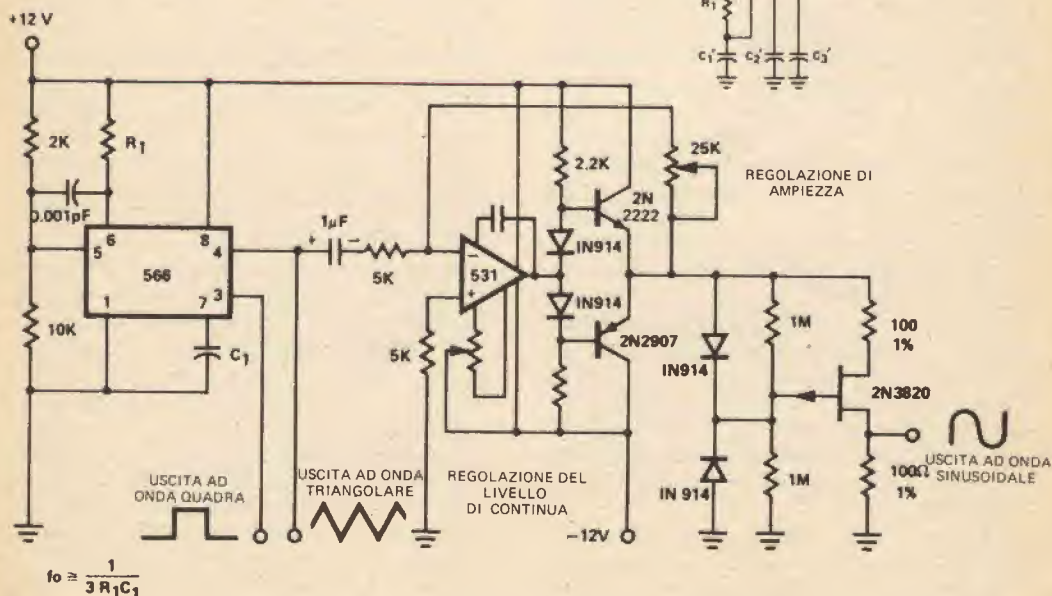 R1
C1' C2' C3'
+12 V
2K
R1
0.001pF
6
8
5
4
566
1
7
3
10K
C1
1µF
+ −
5K
−
531
+
5K
2.2K
2N
2222
IN914
IN914
2N2907
25K
REGOLAZIONE DI
AMPIEZZA
IN914
1M
100
1%
2N3820
IN 914
1M
100Ω
1%
USCITA AD ONDA
SINUSOIDALE
USCITA AD
ONDA QUADRA
USCITA AD ONDA
TRIANGOLARE
REGOLAZIONE DEL
LIVELLO
DI CONTINUA
−12V
fo ≅ 1
3 R1C1